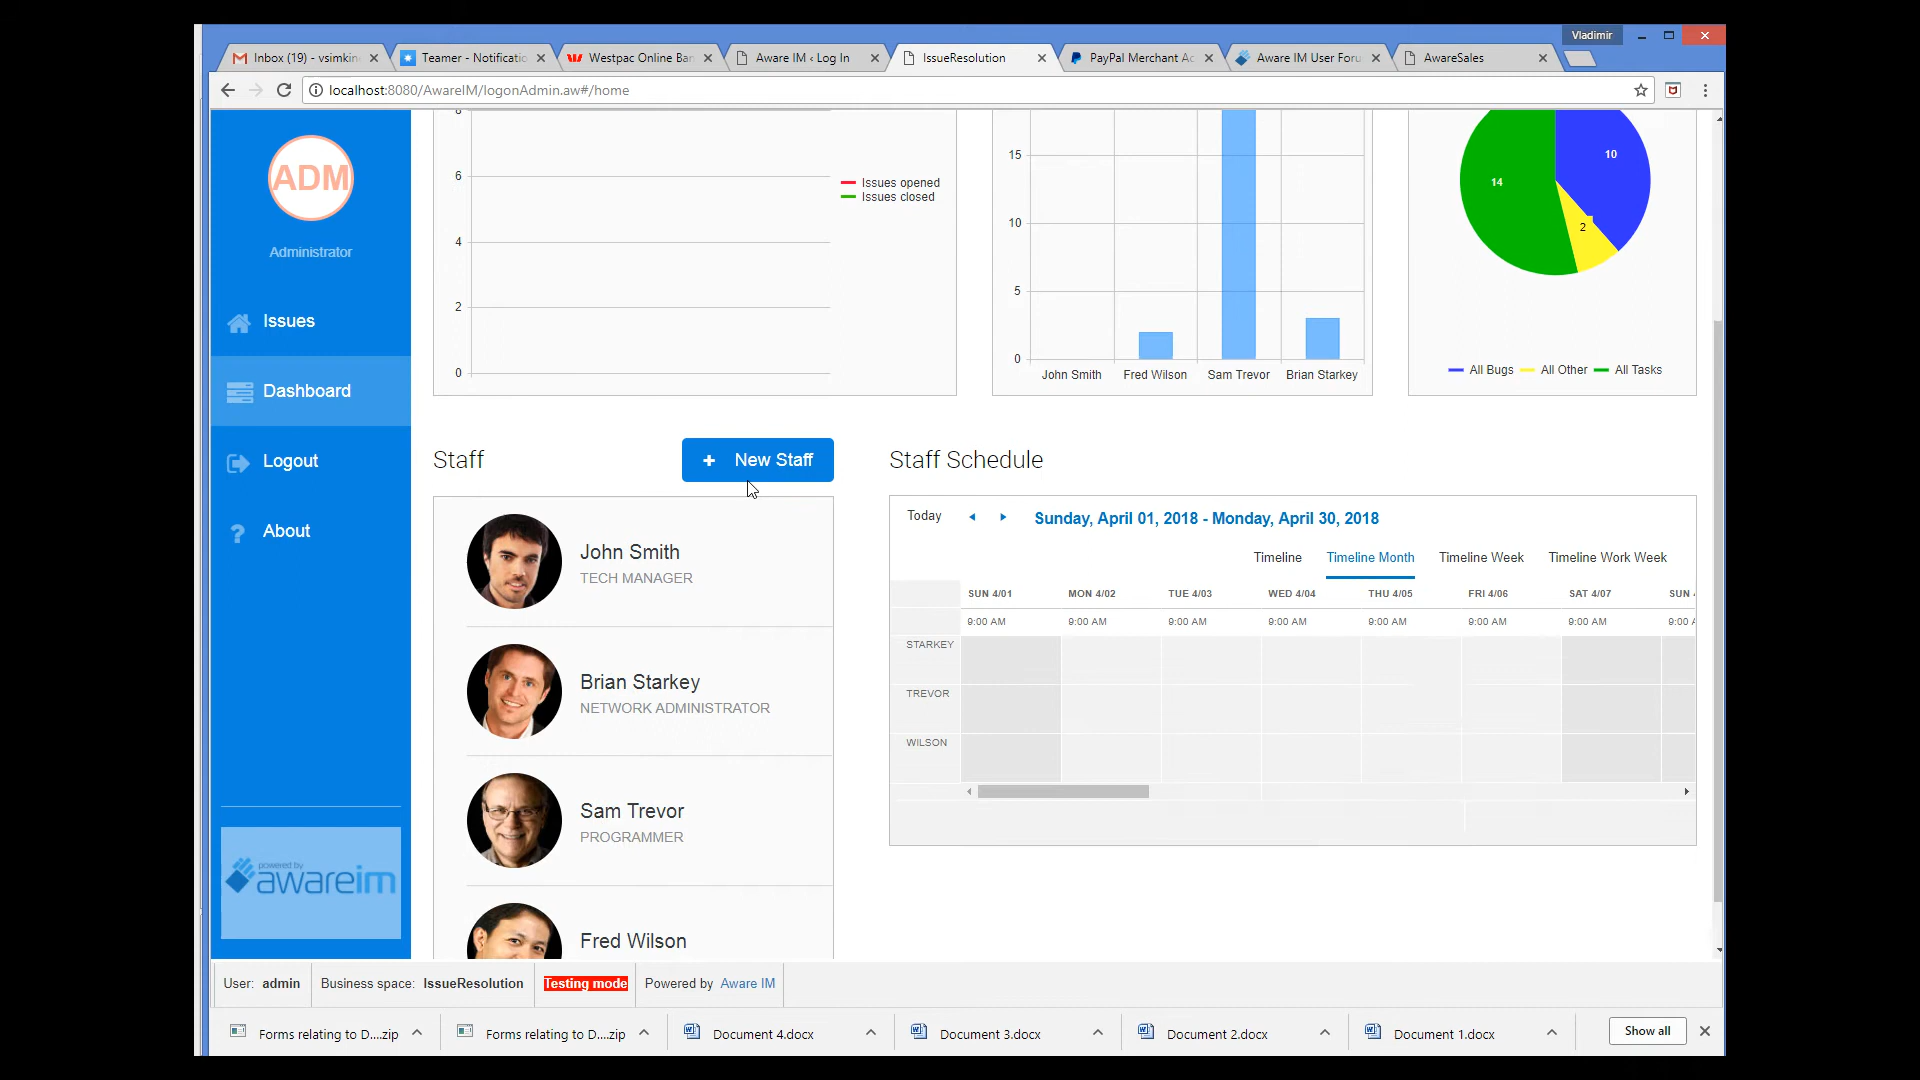 Vladimir
Inbox (19) - vsimkin
Teamer - Notificatio
Westpac Online Ban
Aware IM ‹ Log In
IssueResolution
PayPal Merchant Ac
Aware IM User Foru
AwareSales
localhost:8080/AwareIM/logonAdmin.aw#/home
ADM
Administrator
Issues
Dashboard
Logout
About
powered by
awareim
8
6
4
2
0
Issues opened
Issues closed
15
10
5
0
John Smith
Fred Wilson
Sam Trevor
Brian Starkey
10
14
2
All Bugs
All Other
All Tasks
Staff
+ New Staff
John Smith
TECH MANAGER
Brian Starkey
NETWORK ADMINISTRATOR
Sam Trevor
PROGRAMMER
Fred Wilson
Staff Schedule
Today
Sunday, April 01, 2018 - Monday, April 30, 2018
Timeline
Timeline Month
Timeline Week
Timeline Work Week
SUN 4/01
MON 4/02
TUE 4/03
WED 4/04
THU 4/05
FRI 4/06
SAT 4/07
SUN
9:00 AM
9:00 AM
9:00 AM
9:00 AM
9:00 AM
9:00 AM
9:00 AM
9:00 A
STARKEY
TREVOR
WILSON
User: admin
Business space: IssueResolution
Testing mode
Powered by Aware IM
Forms relating to D....zip
Forms relating to D....zip
Document 4.docx
Document 3.docx
Document 2.docx
Document 1.docx
Show all